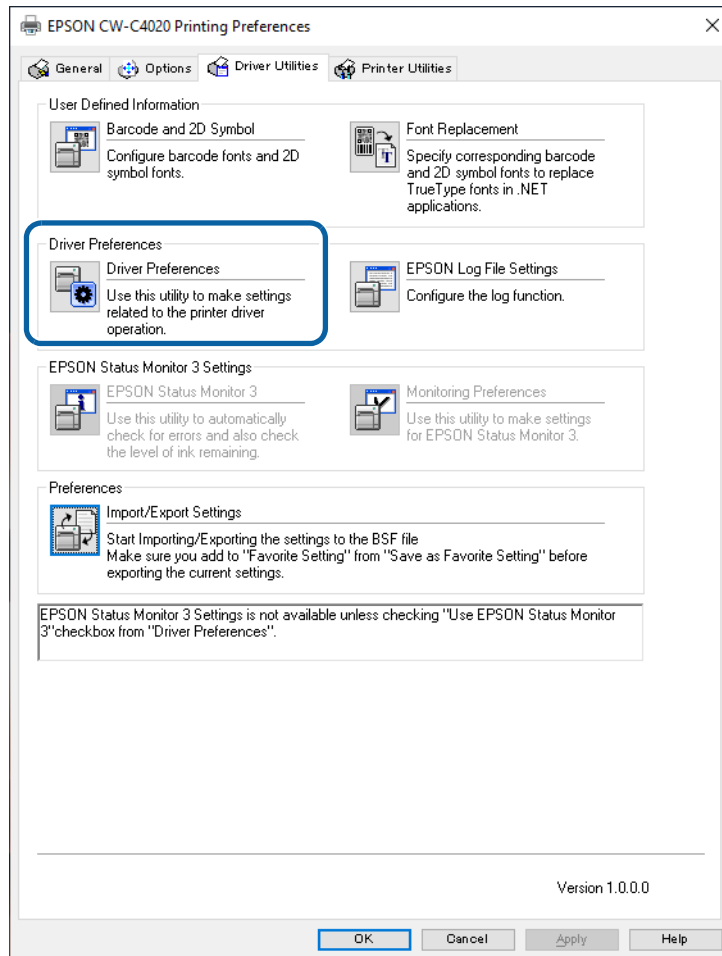 EPSON CW-C4020 Printing Preferences
General Options Driver Utilities Printer Utilities
User Defined Information
Barcode and 2D Symbol
Configure barcode fonts and 2D
symbol fonts.
Font Replacement
Specify corresponding barcode
and 2D symbol fonts to replace
TrueType fonts in .NET
applications.
Driver Preferences
Driver Preferences
Use this utility to make settings
related to the printer driver
operation.
EPSON Log File Settings
Configure the log function.
EPSON Status Monitor 3 Settings
EPSON Status Monitor 3
Use this utility to automatically
check for errors and also check
the level of ink remaining.
Monitoring Preferences
Use this utility to make settings
for EPSON Status Monitor 3.
Preferences
Import/Export Settings
Start Importing/Exporting the settings to the BSF file
Make sure you add to "Favorite Setting" from "Save as Favorite Setting" before
exporting the current settings.
EPSON Status Monitor 3 Settings is not available unless checking "Use EPSON Status Monitor
3"checkbox from "Driver Preferences".
Version 1.0.0.0
OK Cancel Apply Help